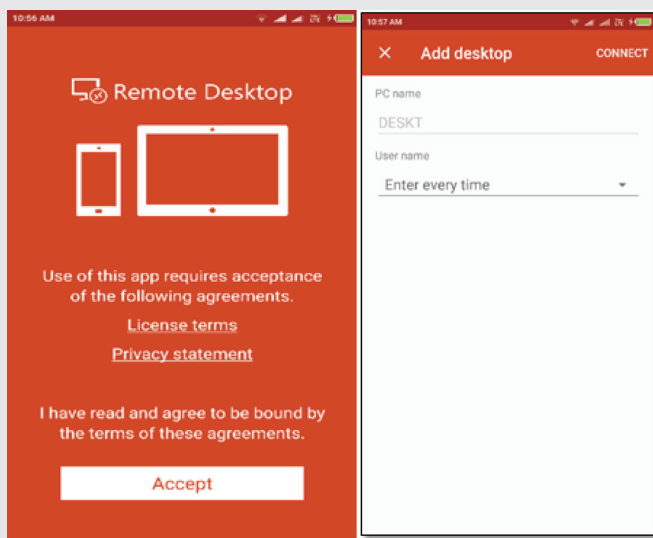 10:56 AM
Remote Desktop
Use of this app requires acceptance
of the following agreements.
License terms
Privacy statement
I have read and agree to be bound by
the terms of these agreements.
Accept
10:57 AM
Add desktop
CONNECT
PC name
DESKT
User name
Enter every time